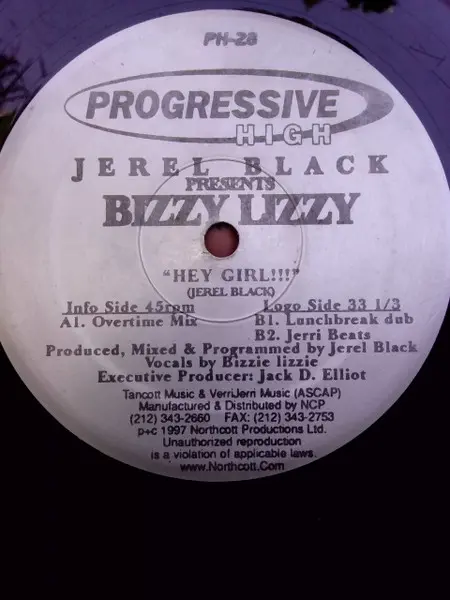 PH-28
PROGRESSIVE
HIGH
JEREL BLACK
PRESENTS
BIZZY LIZZY
"HEY GIRL!!!"
(JEREL BLACK)
Info Side 45rpm Logo Side 33 1/3
A1. Overtime Mix B1. Lunchbreak dub
B2. Jerri Beats
Produced, Mixed & Programmed by Jerel Black
Vocals by Bizzie lizzie
Executive Producer: Jack D. Elliot
Tancott Music & VerriJerri Music (ASCAP)
Manufactured & Distributed by NCP
(212) 343-2660 FAX: (212) 343-2753
p+c 1997 Northcott Productions Ltd.
Unauthorized reproduction
is a violation of applicable laws.
www.Northcott.Com